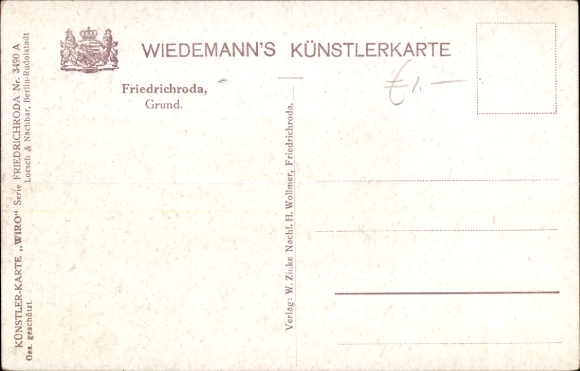 WIEDEMANN'S KÜNSTLERKARTE
Friedrichroda,
Grund.
€1.—
KÜNSTLER-KARTE „WIRO" Serie FRIEDRICHRODA Nr. 3490 A
Ges. geschützt. Lorsch & Nachbar, Berlin-Rudolstadt
Verlag: W. Zinke Nachf. H. Wollmer, Friedrichroda.